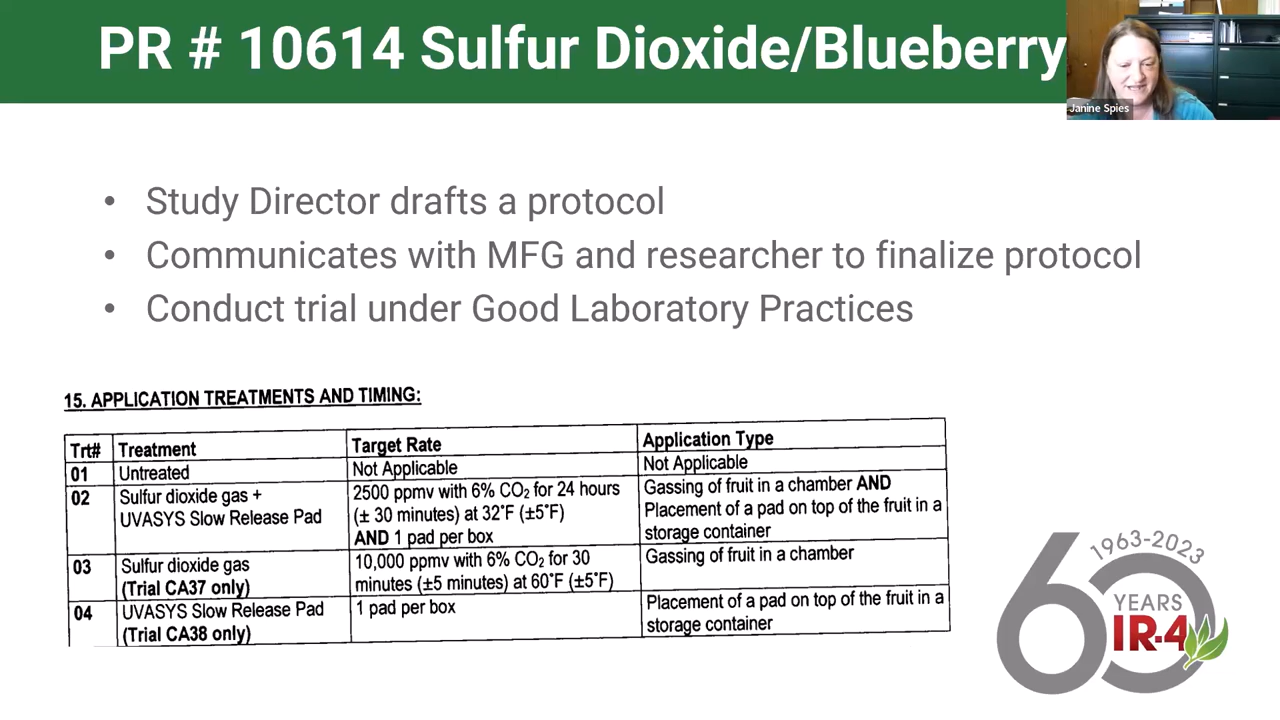 PR # 10614 Sulfur Dioxide/Blueberry
Janine Spies
• Study Director drafts a protocol
• Communicates with MFG and researcher to finalize protocol
• Conduct trial under Good Laboratory Practices
15. APPLICATION TREATMENTS AND TIMING:
Trt# Treatment Target Rate Application Type
01 Untreated Not Applicable Not Applicable
02 Sulfur dioxide gas + 2500 ppmv with 6% CO₂ for 24 hours Gassing of fruit in a chamber AND
UVASYS Slow Release Pad (± 30 minutes) at 32°F (±5°F) Placement of a pad on top of the fruit in a
AND 1 pad per box storage container
03 Sulfur dioxide gas 10,000 ppmv with 6% CO₂ for 30 Gassing of fruit in a chamber
(Trial CA37 only) minutes (±5 minutes) at 60°F (±5°F)
04 UVASYS Slow Release Pad 1 pad per box Placement of a pad on top of the fruit in a
(Trial CA38 only) storage container
1963-2023
60
YEARS
IR-4